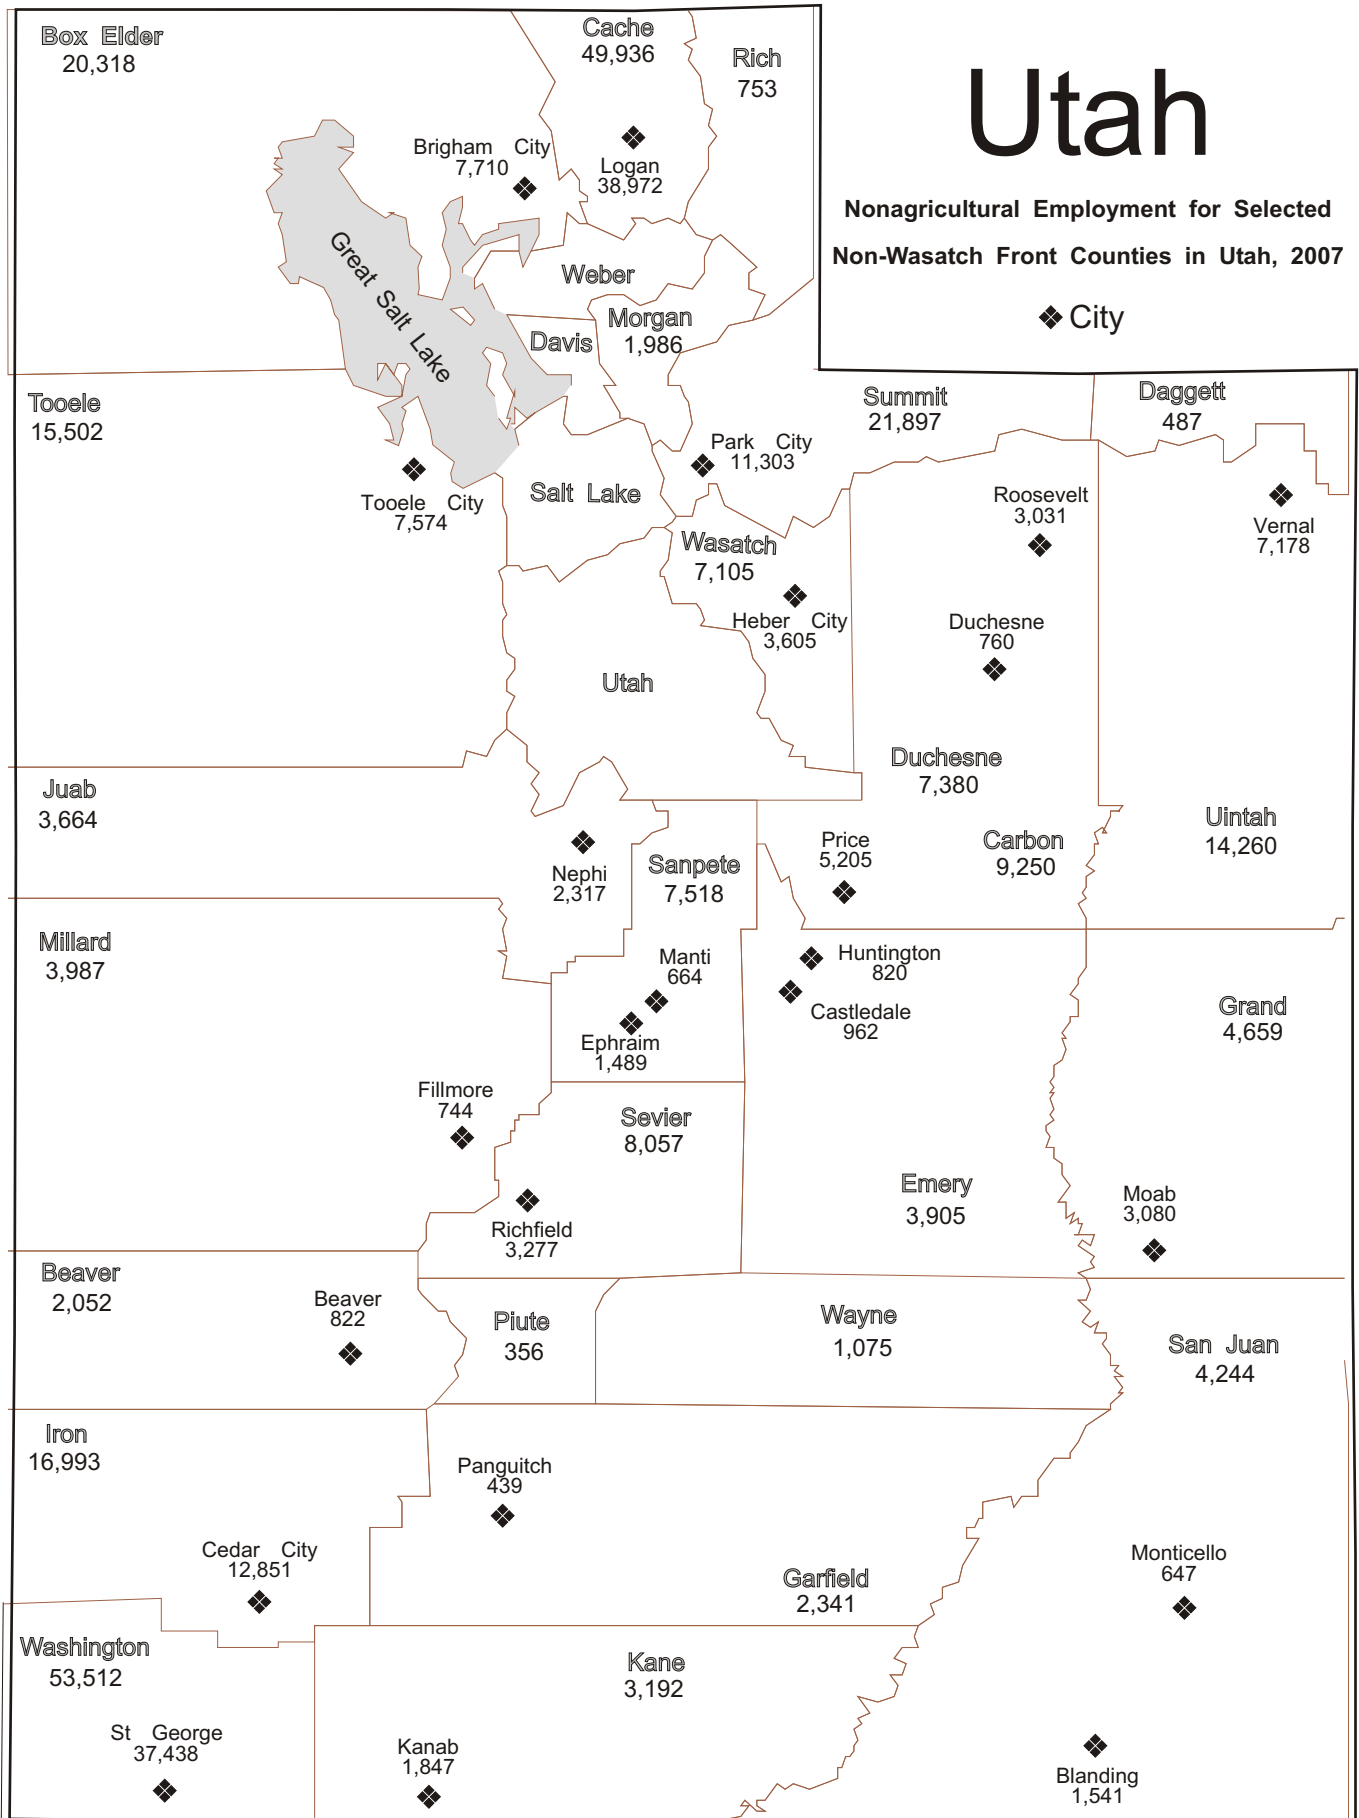 Utah
Nonagricultural Employment for Selected
Non-Wasatch Front Counties in Utah, 2007
City
Box Elder
20,318
Cache
49,936
Rich
753
Brigham City
7,710
Logan
38,972
Great Salt Lake
Weber
Morgan
1,986
Davis
Tooele
15,502
Tooele City
7,574
Salt Lake
Park City
11,303
Summit
21,897
Daggett
487
Roosevelt
3,031
Vernal
7,178
Wasatch
7,105
Heber City
3,605
Duchesne
760
Utah
Duchesne
7,380
Juab
3,664
Nephi
2,317
Sanpete
7,518
Price
5,205
Carbon
9,250
Uintah
14,260
Millard
3,987
Manti
664
Huntington
820
Castledale
962
Ephraim
1,489
Grand
4,659
Fillmore
744
Sevier
8,057
Richfield
3,277
Emery
3,905
Moab
3,080
Beaver
2,052
Beaver
822
Piute
356
Wayne
1,075
San Juan
4,244
Iron
16,993
Panguitch
439
Cedar City
12,851
Garfield
2,341
Monticello
647
Washington
53,512
Kane
3,192
St George
37,438
Kanab
1,847
Blanding
1,541